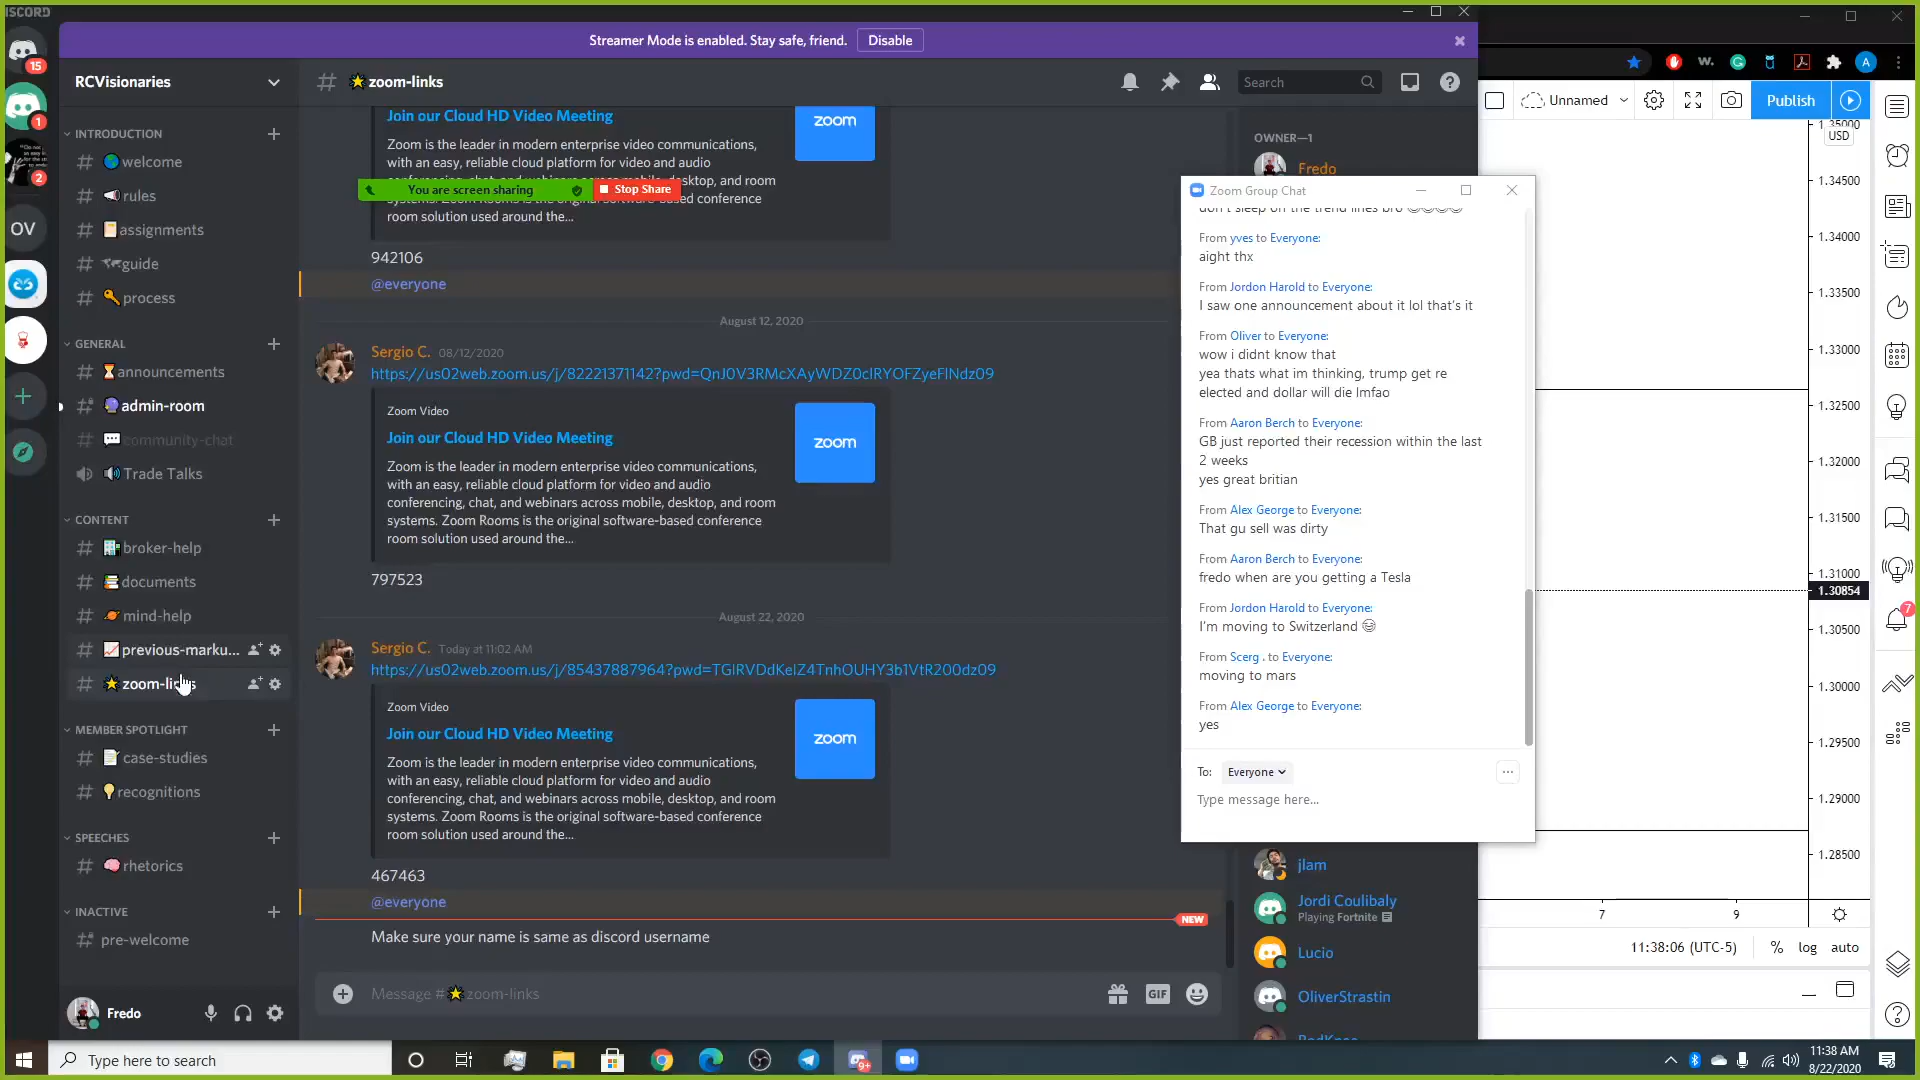 ISCORD
Streamer Mode is enabled. Stay safe, friend.
Disable
15
1
2
OV
RCVisionaries
INTRODUCTION
welcome
rules
assignments
guide
process
GENERAL
announcements
admin-room
community-chat
Trade Talks
CONTENT
broker-help
documents
mind-help
previous-marku...
zoom-links
MEMBER SPOTLIGHT
case-studies
recognitions
SPEECHES
rhetorics
INACTIVE
pre-welcome
Fredo
# zoom-links
Search
Join our Cloud HD Video Meeting
Zoom is the leader in modern enterprise video communications,
with an easy, reliable cloud platform for video and audio
You are screen sharing
Stop Share
room solution used around the...
zoom
942106
@everyone
August 12, 2020
Sergio C. 08/12/2020
https://us02web.zoom.us/j/82221371142?pwd=QnJ0V3RMcXAyWDZ0clRYOFZyeFlNdz09
Zoom Video
Join our Cloud HD Video Meeting
Zoom is the leader in modern enterprise video communications,
with an easy, reliable cloud platform for video and audio
conferencing, chat, and webinars across mobile, desktop, and room
systems. Zoom Rooms is the original software-based conference
room solution used around the...
zoom
797523
August 22, 2020
Sergio C. Today at 11:02 AM
https://us02web.zoom.us/j/85437887964?pwd=TGlRVDdKelZ4TnhOUHY3b1VtR200dz09
Zoom Video
Join our Cloud HD Video Meeting
Zoom is the leader in modern enterprise video communications,
with an easy, reliable cloud platform for video and audio
conferencing, chat, and webinars across mobile, desktop, and room
systems. Zoom Rooms is the original software-based conference
room solution used around the...
zoom
467463
@everyone
NEW
Make sure your name is same as discord username
Message # zoom-links
GIF
OWNER—1
Fredo
jlam
Jordi Coulibaly
Playing Fortnite
Lucio
OliverStrastin
Zoom Group Chat
don't sleep on the trend lines bro
From yves to Everyone:
aight thx
From Jordon Harold to Everyone:
I saw one announcement about it lol that's it
From Oliver to Everyone:
wow i didnt know that
yea thats what im thinking, trump get re
elected and dollar will die lmfao
From Aaron Berch to Everyone:
GB just reported their recession within the last
2 weeks
yes great britian
From Alex George to Everyone:
That gu sell was dirty
From Aaron Berch to Everyone:
fredo when are you getting a Tesla
From Jordon Harold to Everyone:
I'm moving to Switzerland
From Scerg . to Everyone:
moving to mars
From Alex George to Everyone:
yes
To: Everyone
Type message here...
Unnamed
Publish
1.35000
USD
1.34500
1.34000
1.33500
1.33000
1.32500
1.32000
1.31500
1.31000
1.30854
1.30500
1.30000
1.29500
1.29000
1.28500
7
9
11:38:06 (UTC-5)
%
log
auto
7
A
Type here to search
9+
11:38 AM
8/22/2020